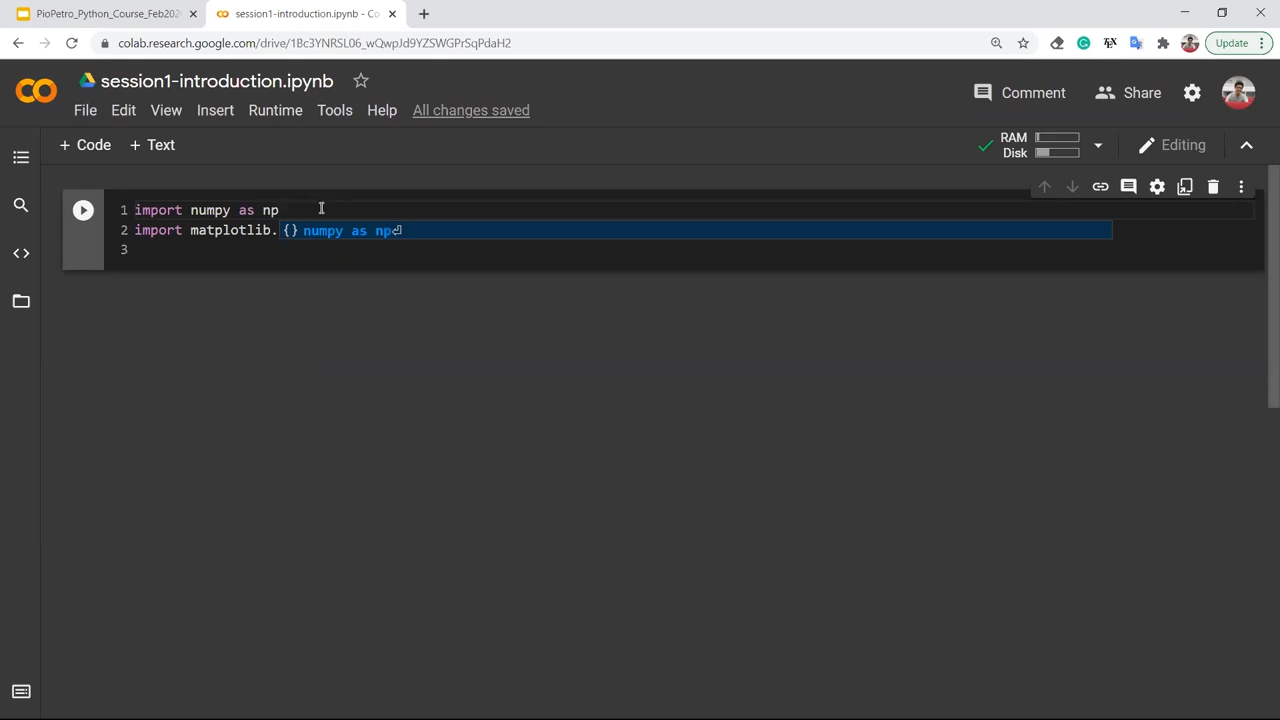 PioPetro_Python_Course_Feb202
session1-introduction.ipynb - Co
colab.research.google.com/drive/1Bc3YNRSL06_wQwpJd9YZSWGPrSqPdaH2
Update
session1-introduction.ipynb
File Edit View Insert Runtime Tools Help All changes saved
Comment Share
+ Code + Text
RAM
Disk
Editing
1 import numpy as np
2 import matplotlib. {} numpy as np⏎
3